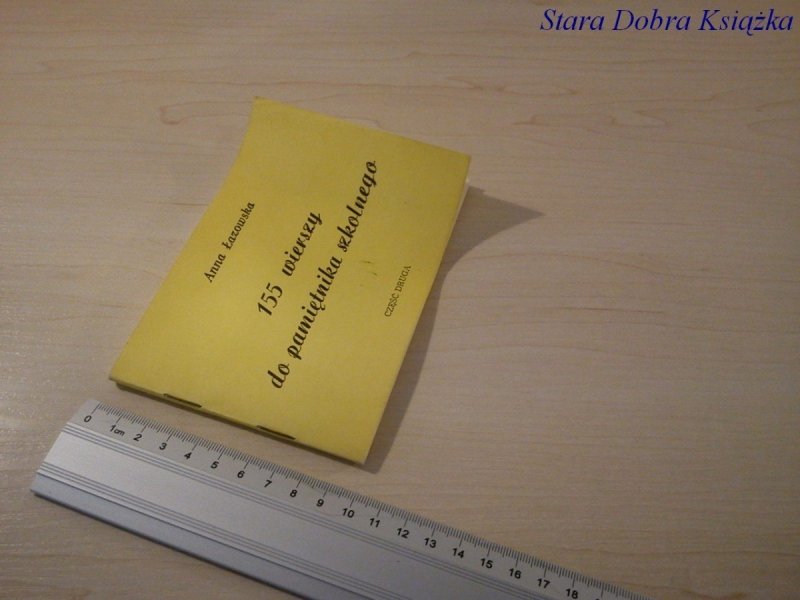 Stara Dobra Książka
Anna Łazowska
155 wierszy
do pamiętnika szkolnego
CZĘŚĆ DRUGA
0 1cm 2 3 4 5 6 7 8 9 10 11 12 13 14 15 16 17 18